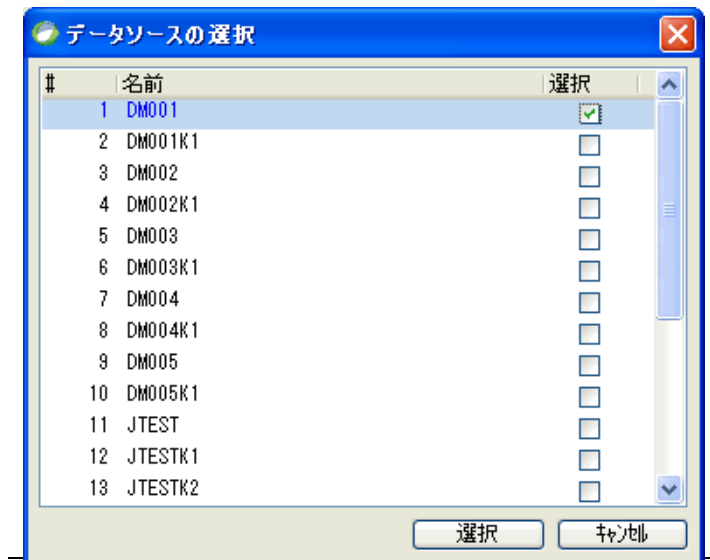 データソースの選択
# 名前 選択
1 DM001
2 DM001K1
3 DM002
4 DM002K1
5 DM003
6 DM003K1
7 DM004
8 DM004K1
9 DM005
10 DM005K1
11 JTEST
12 JTESTK1
13 JTESTK2
選択 キャンセル